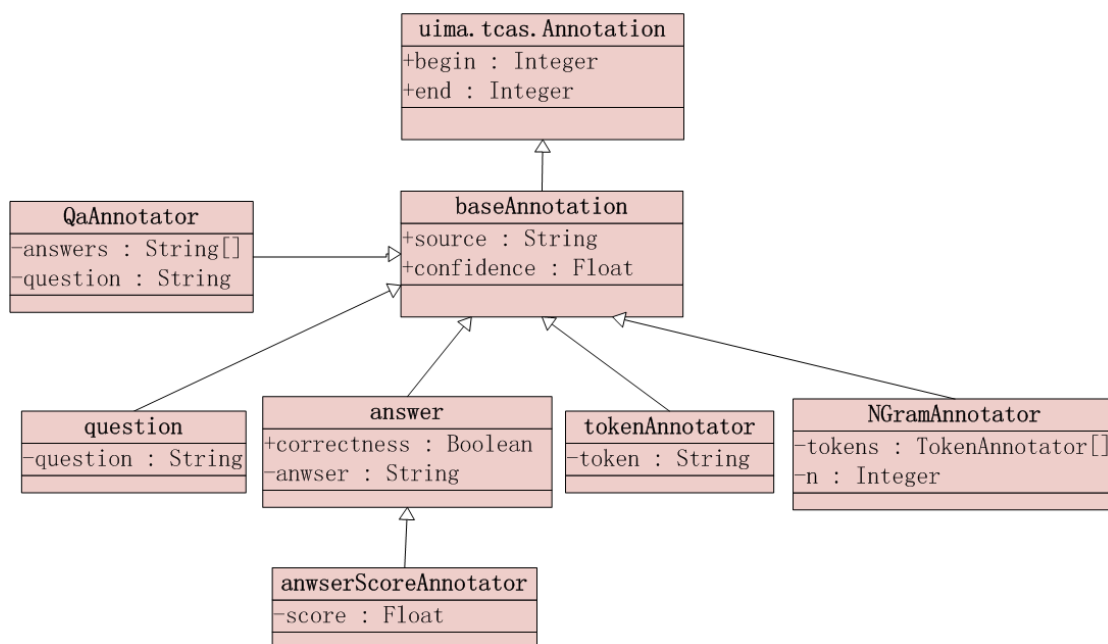 uima.tcas.Annotation
+begin : Integer
+end : Integer
baseAnnotation
+source : String
+confidence : Float
QaAnnotator
-answers : String[]
-question : String
question
-question : String
answer
+correctness : Boolean
-anwser : String
tokenAnnotator
-token : String
NGramAnnotator
-tokens : TokenAnnotator[]
-n : Integer
anwserScoreAnnotator
-score : Float